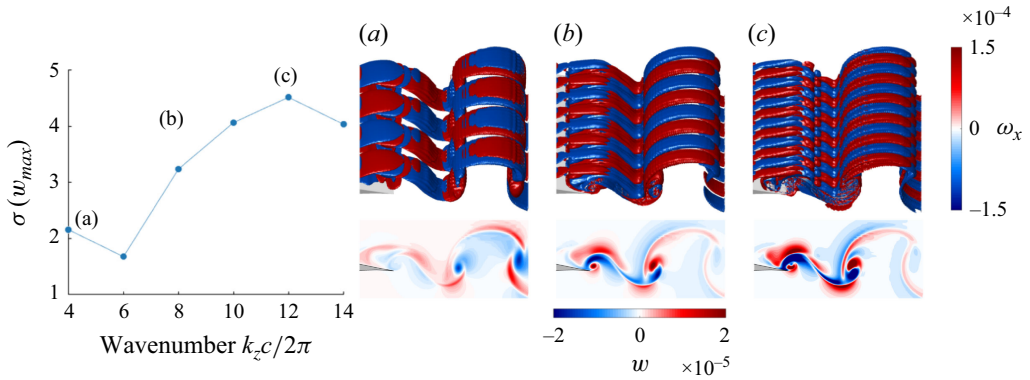 (a)
(b)
(c)
×10⁻⁴
5
4
3
2
1
σ (w_max)
(a)
(b)
(c)
4
6
8
10
12
14
Wavenumber k_z c/2π
1.5
0
−1.5
ω_x
−2
0
2
w
×10⁻⁵